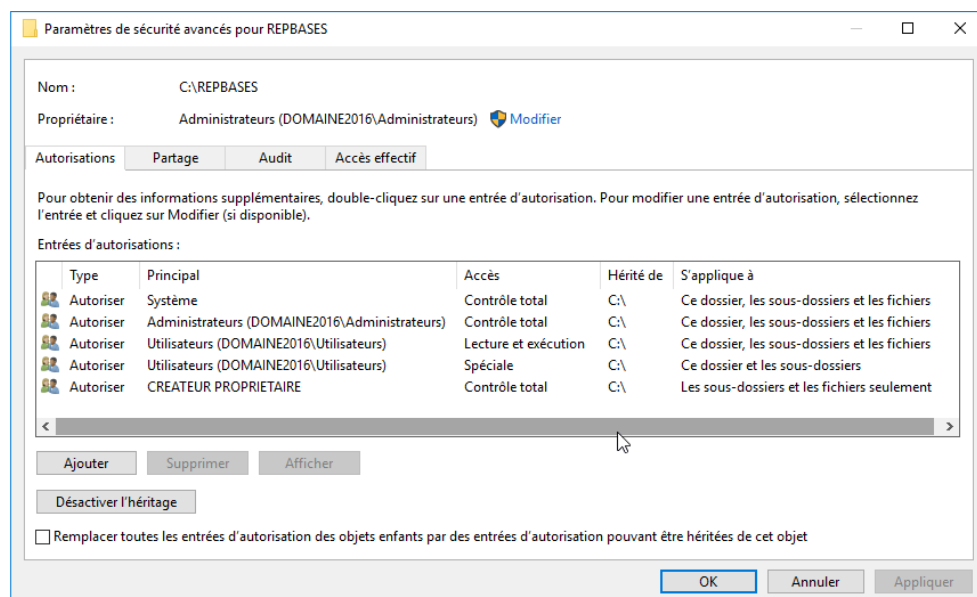 Paramètres de sécurité avancés pour REPBASES
Nom : C:\REPBASES
Propriétaire : Administrateurs (DOMAINE2016\Administrateurs) Modifier
Autorisations Partage Audit Accès effectif
Pour obtenir des informations supplémentaires, double-cliquez sur une entrée d'autorisation. Pour modifier une entrée d'autorisation, sélectionnez
l'entrée et cliquez sur Modifier (si disponible).
Entrées d'autorisations :
Type Principal Accès Hérité de S'applique à
Autoriser Système Contrôle total C:\ Ce dossier, les sous-dossiers et les fichiers
Autoriser Administrateurs (DOMAINE2016\Administrateurs) Contrôle total C:\ Ce dossier, les sous-dossiers et les fichiers
Autoriser Utilisateurs (DOMAINE2016\Utilisateurs) Lecture et exécution C:\ Ce dossier, les sous-dossiers et les fichiers
Autoriser Utilisateurs (DOMAINE2016\Utilisateurs) Spéciale C:\ Ce dossier et les sous-dossiers
Autoriser CREATEUR PROPRIETAIRE Contrôle total C:\ Les sous-dossiers et les fichiers seulement
Ajouter Supprimer Afficher
Désactiver l'héritage
Remplacer toutes les entrées d'autorisation des objets enfants par des entrées d'autorisation pouvant être héritées de cet objet
OK Annuler Appliquer